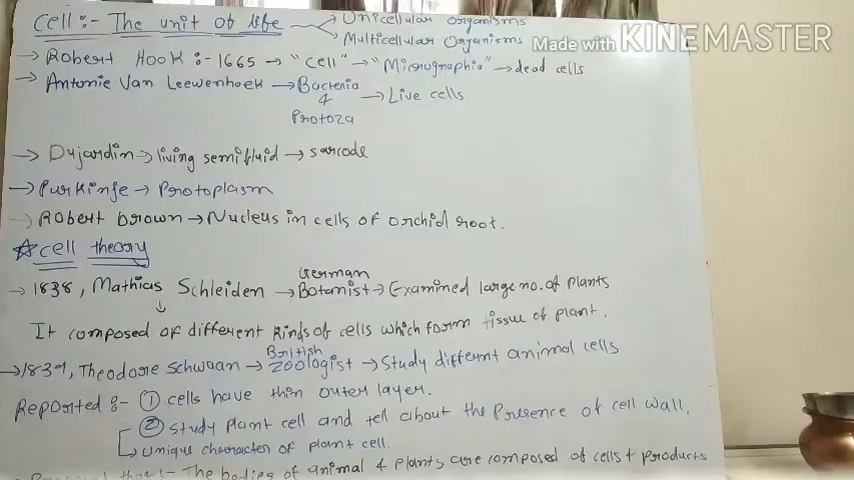 Cell :- The unit of life → Unicellular organisms
→ Multicellular Organisms
Made with KINEMASTER
→ Robert Hook :- 1665 → "cell" → "Micrographia" → dead cells
→ Antonie Van Leewenhoek → Bacteria & Protoza → Live cells
→ Dujardin → living semifluid → sarcode
→ Purkinje → Protoplasm
→ Robert brown → Nucleus in cells of orchid root.
☆ cell theory
→ 1838, Mathias Schleiden → German Botanist → Examined large no. of plants
↓
It composed of different kinds of cells which form tissue of plant.
→ 1839, Theodore Schwaan → British zoologist → Study different animal cells
Reported :- ① cells have thin outer layer.
② study plant cell and tell about the Presence of cell wall.
↳ unique character of plant cell.
that :- The bodies of animal & plants are composed of cells & products